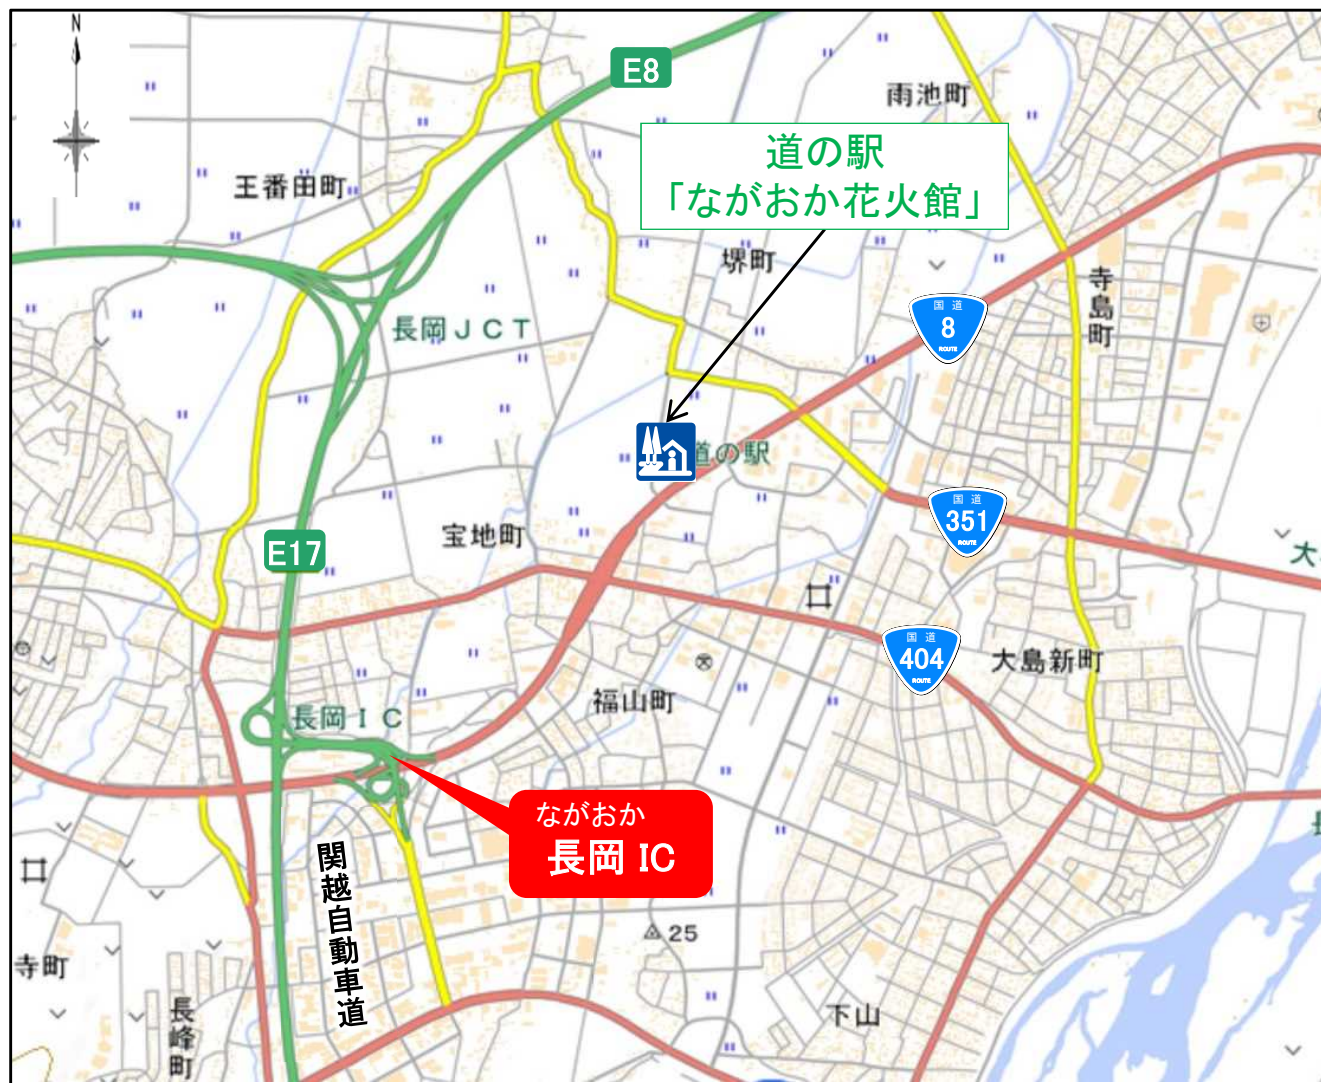 N
E8
雨池町
道の駅
「ながおか花火館」
王番田町
堺町
寺島町
国道
8
ROUTE
長岡JCT
道の駅
国道
351
ROUTE
宝地町
E17
大
国道
404
ROUTE
大島新町
福山町
長岡IC
ながおか
長岡 IC
関越自動車道
25
寺町
長峰町
下山